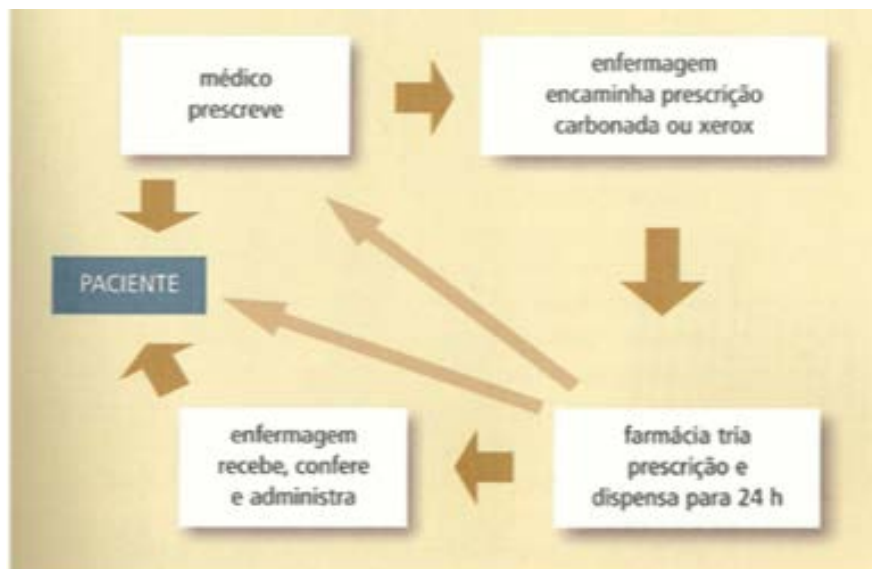 médico
prescreve
enfermagem
encaminha prescrição
carbonada ou xerox
PACIENTE
enfermagem
recebe, confere
e administra
farmácia tria
prescrição e
dispensa para 24 h